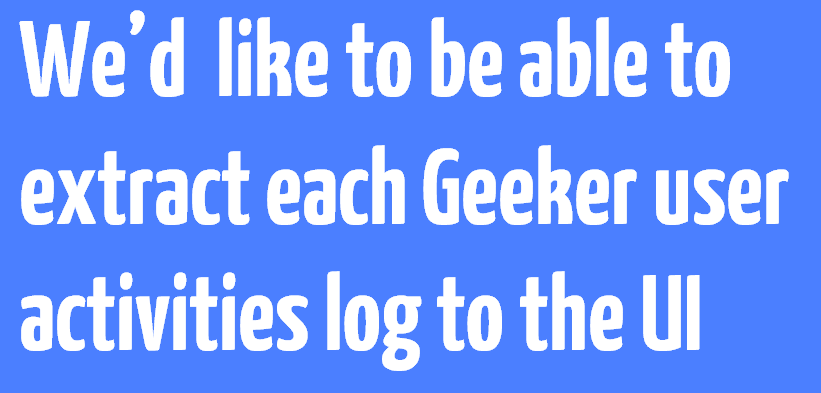 We’d  like to be able to
extract each Geeker user
activities log to the UI